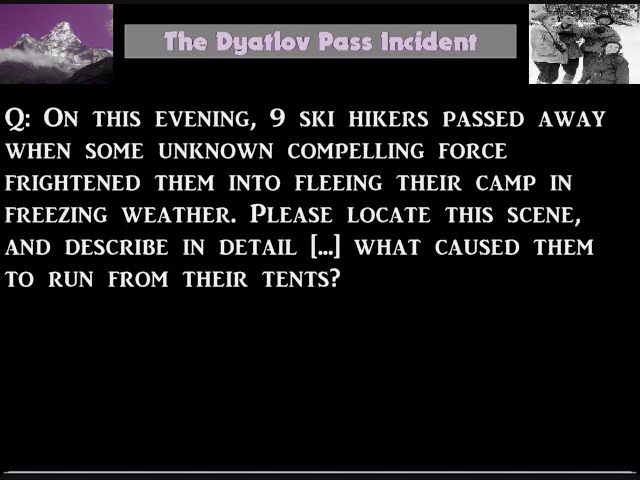 The Dyatlov Pass Incident
Q: On this evening, 9 ski hikers passed away
when some unknown compelling force
frightened them into fleeing their camp in
freezing weather. Please locate this scene,
and describe in detail [...] what caused them
to run from their tents?